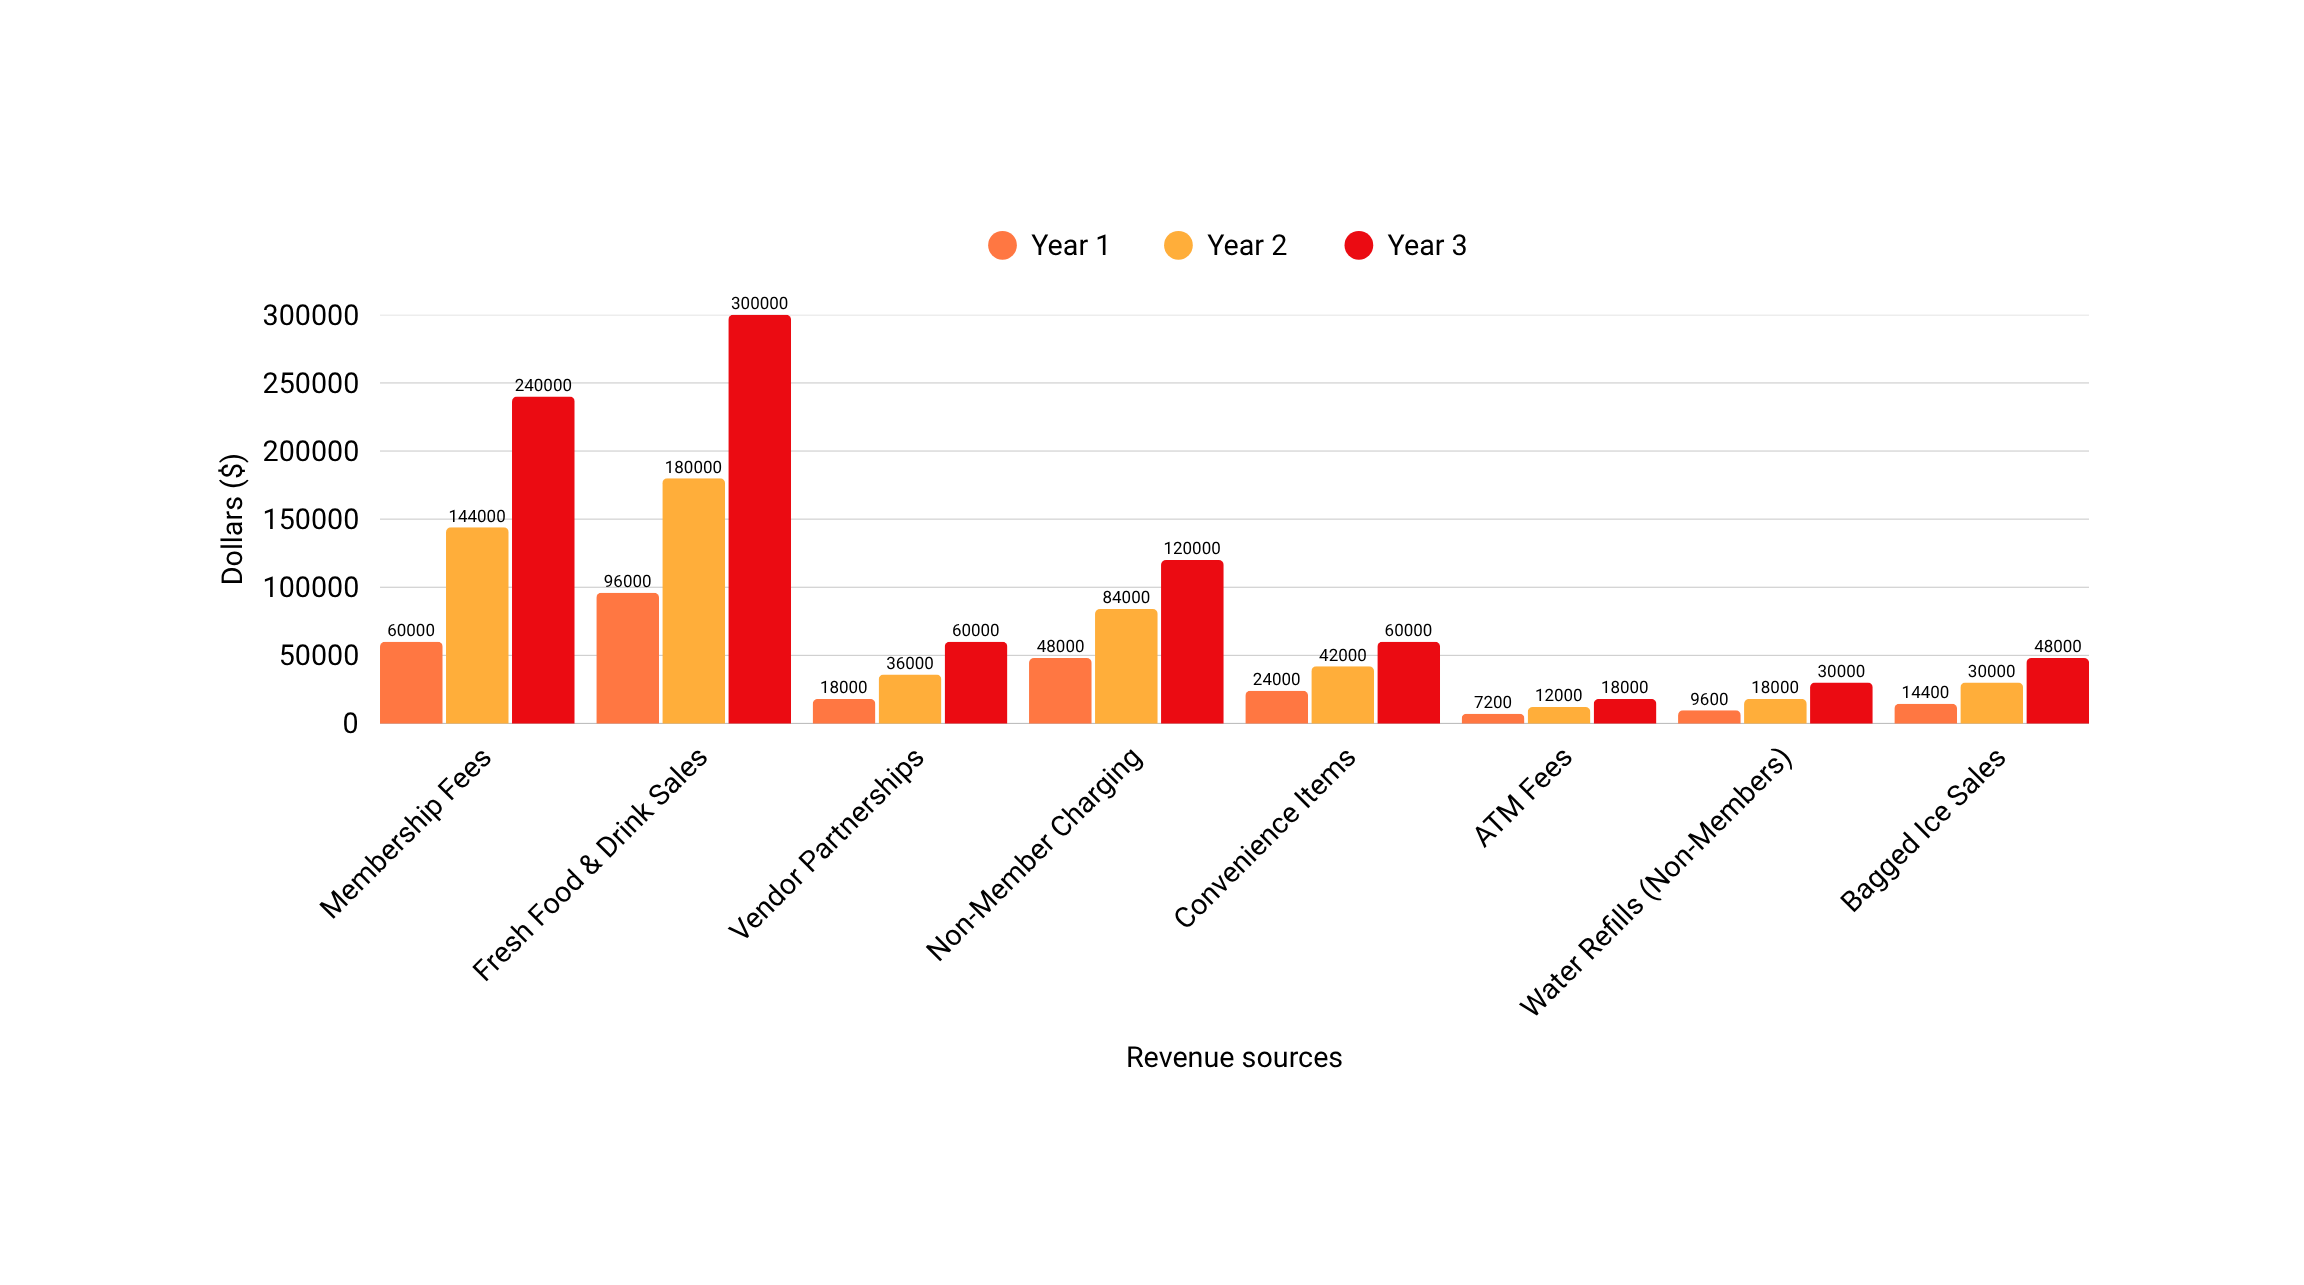 Year 1 Year 2 Year 3
300000
250000
200000
150000
100000
50000
0
Dollars ($)
60000 144000 240000
96000 180000 300000
18000 36000 60000
48000 84000 120000
24000 42000 60000
7200 12000 18000
9600 18000 30000
14400 30000 48000
Membership Fees
Fresh Food & Drink Sales
Vendor Partnerships
Non-Member Charging
Convenience Items
ATM Fees
Water Refills (Non-Members)
Bagged Ice Sales
Revenue sources